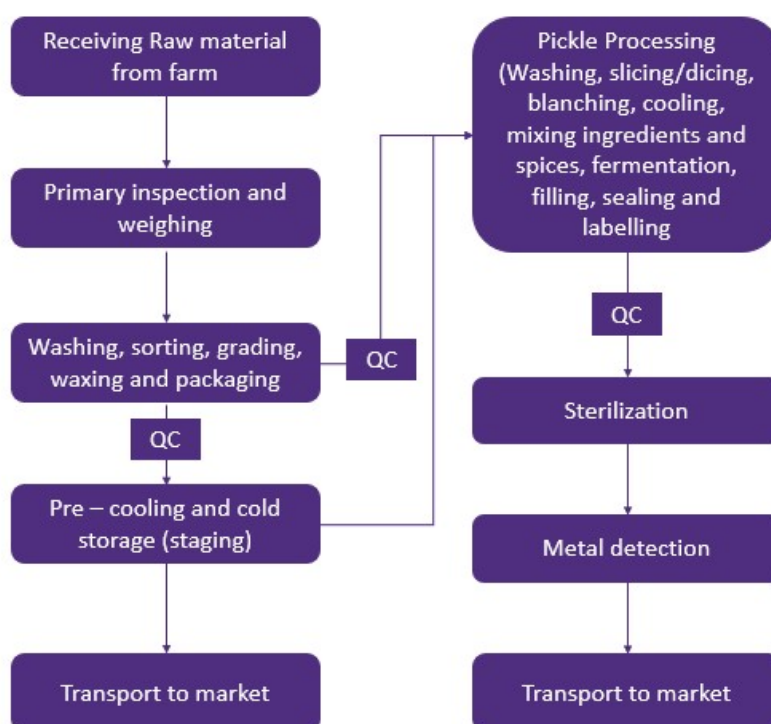 Receiving Raw material
from farm
Primary inspection and
weighing
Washing, sorting, grading,
waxing and packaging
QC
QC
Pre – cooling and cold
storage (staging)
Transport to market
Pickle Processing
(Washing, slicing/dicing,
blanching, cooling,
mixing ingredients and
spices, fermentation,
filling, sealing and
labelling
QC
Sterilization
Metal detection
Transport to market